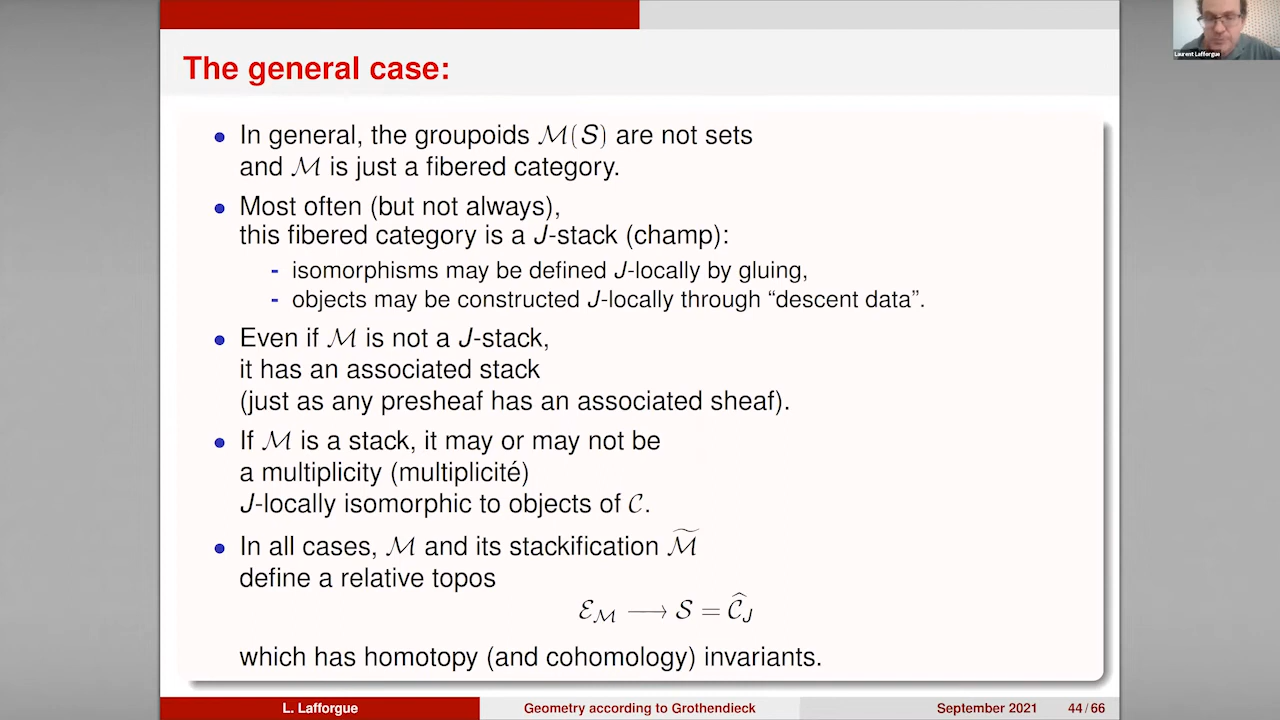 Laurent Lafforgue
The general case:
• In general, the groupoids ℳ(S) are not sets
and ℳ is just a fibered category.
• Most often (but not always),
this fibered category is a J-stack (champ):
- isomorphisms may be defined J-locally by gluing,
- objects may be constructed J-locally through “descent data”.
• Even if ℳ is not a J-stack,
it has an associated stack
(just as any presheaf has an associated sheaf).
• If ℳ is a stack, it may or may not be
a multiplicity (multiplicité)
J-locally isomorphic to objects of 𝒞.
• In all cases, ℳ and its stackification ℳ̃
define a relative topos
ℰ_ℳ ⟶ 𝒮 = 𝒞̂_J
which has homotopy (and cohomology) invariants.
L. Lafforgue Geometry according to Grothendieck September 2021 44 / 66